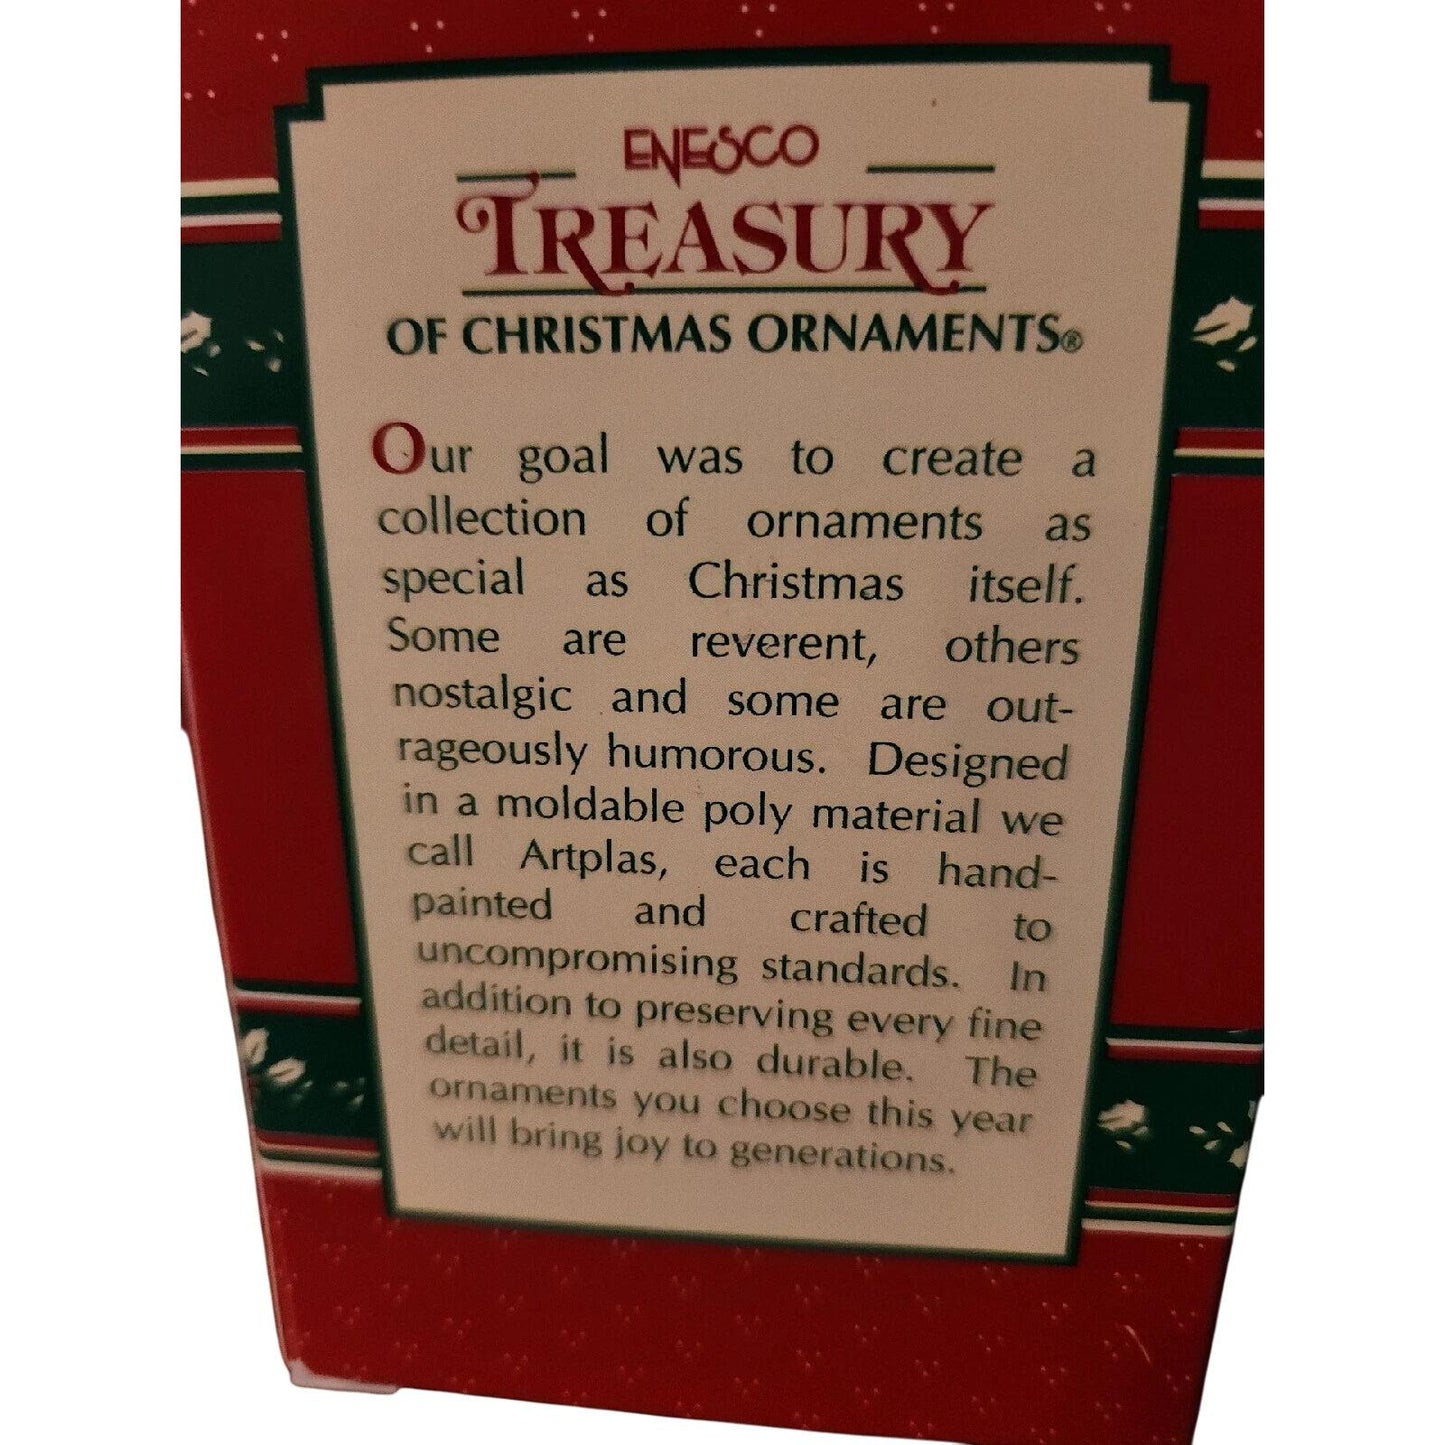 ENESCO
TREASURY
OF CHRISTMAS ORNAMENTS®
Our goal was to create a
collection of ornaments as
special as Christmas itself.
Some are reverent, others
nostalgic and some are out-
rageously humorous. Designed
in a moldable poly material we
call Artplas, each is hand-
painted and crafted to
uncompromising standards. In
addition to preserving every fine
detail, it is also durable. The
ornaments you choose this year
will bring joy to generations.